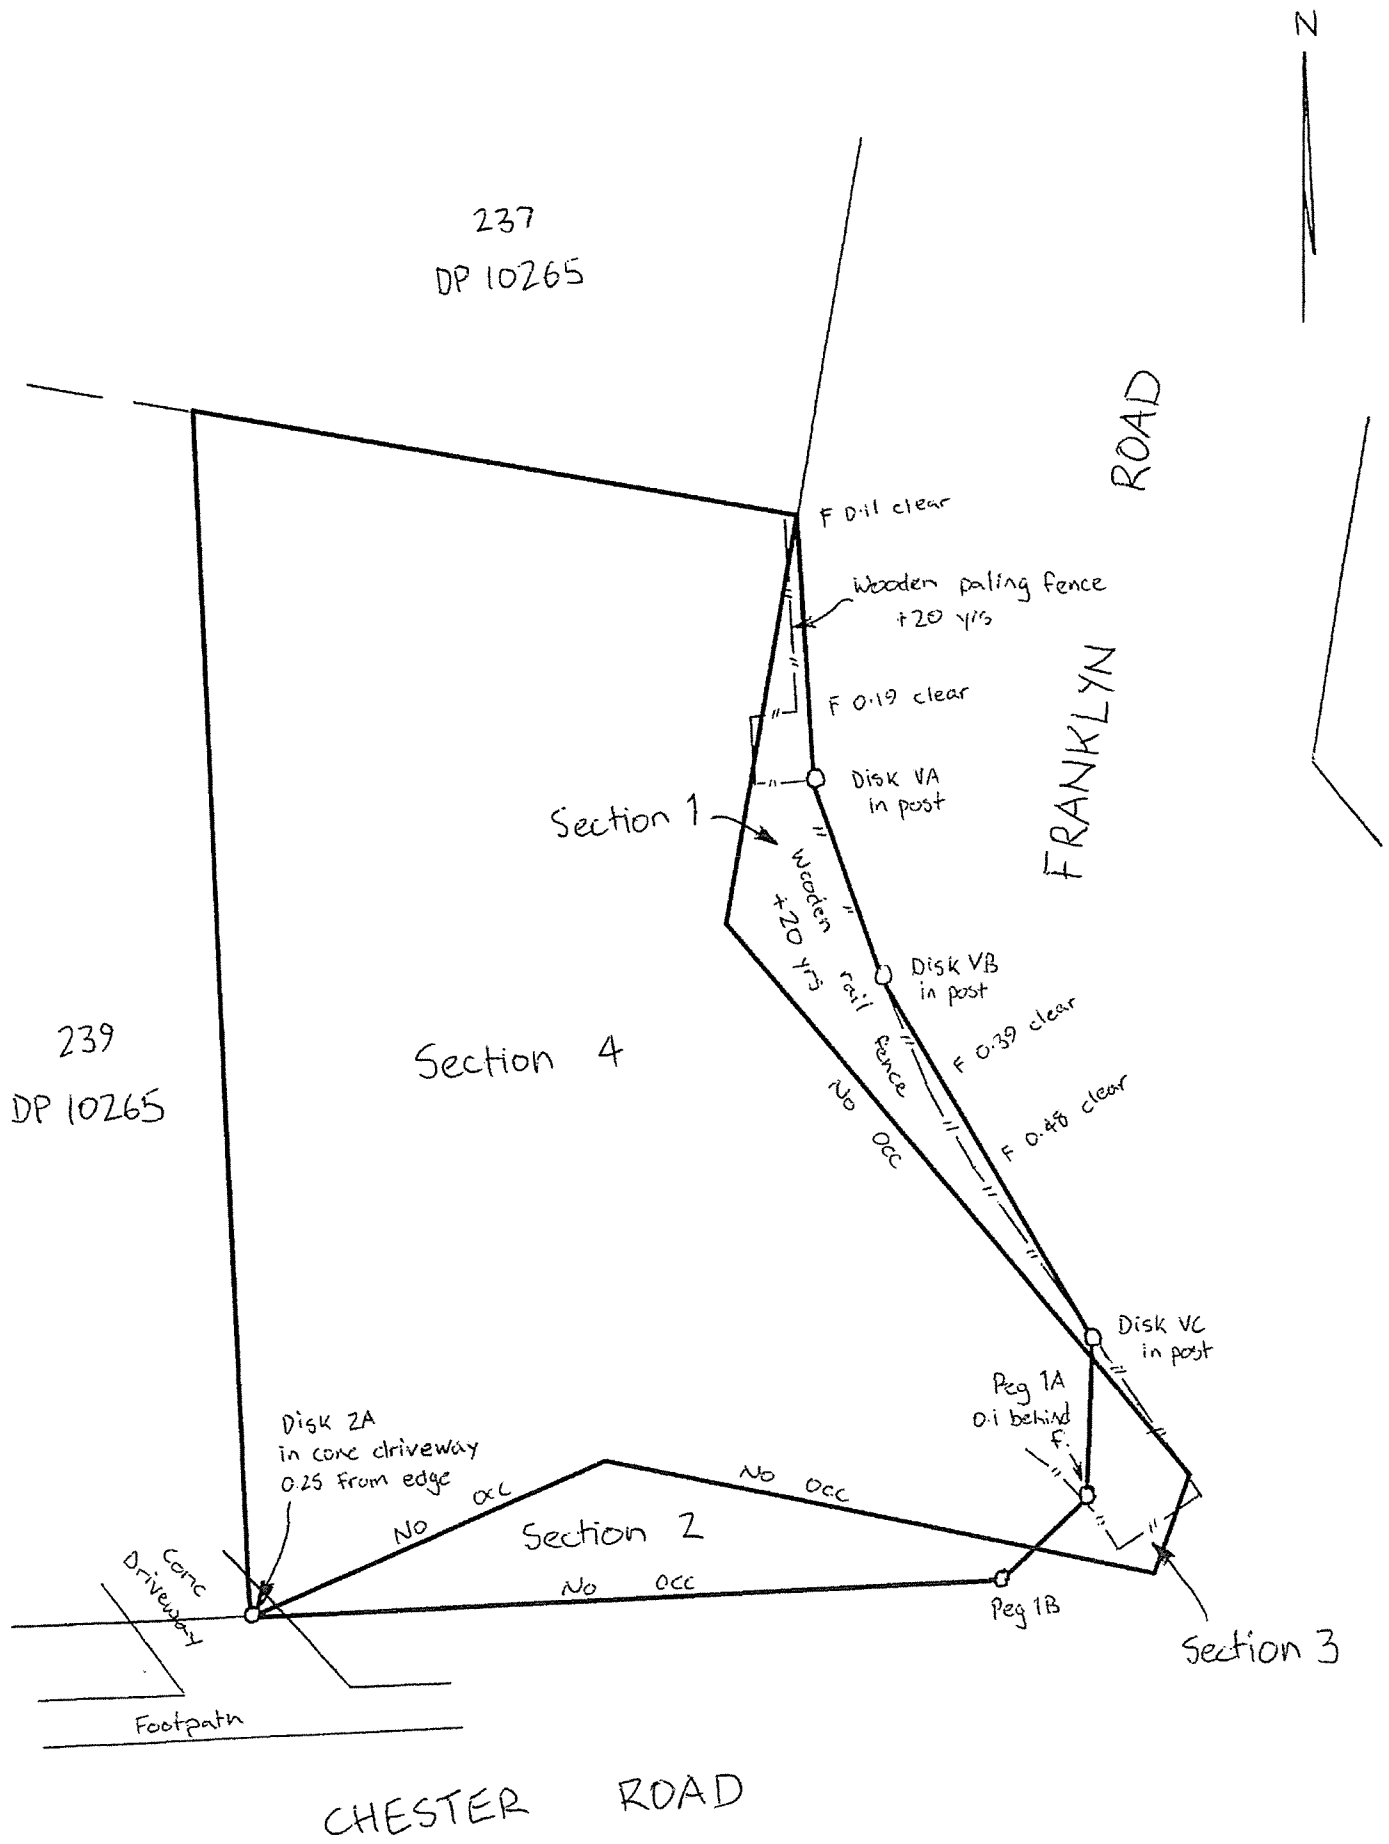 N
237
DP 10265
ROAD
F 0.11 clear
Wooden paling fence
+20 yrs
F 0.19 clear
FRANKLYN
Disk VA
in post
Section 1
Wooden rail fence
+20 yrs
Disk VB
in post
F 0.39 clear
239
DP 10265
Section 4
No occ
F 0.48 clear
Disk VC
in post
Peg 1A
0.1 behind
f.
Disk 2A
in conc driveway
0.25 from edge
No occ
No occ
Section 2
Conc
Driveway
No occ
Peg 1B
Section 3
Footpath
CHESTER ROAD